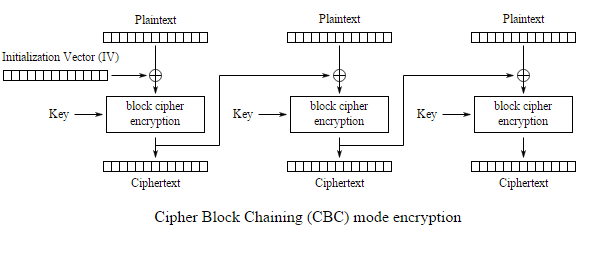 Plaintext
Plaintext
Plaintext
Initialization Vector (IV)
Key
block cipher
encryption
Key
block cipher
encryption
Key
block cipher
encryption
Ciphertext
Ciphertext
Ciphertext
Cipher Block Chaining (CBC) mode encryption